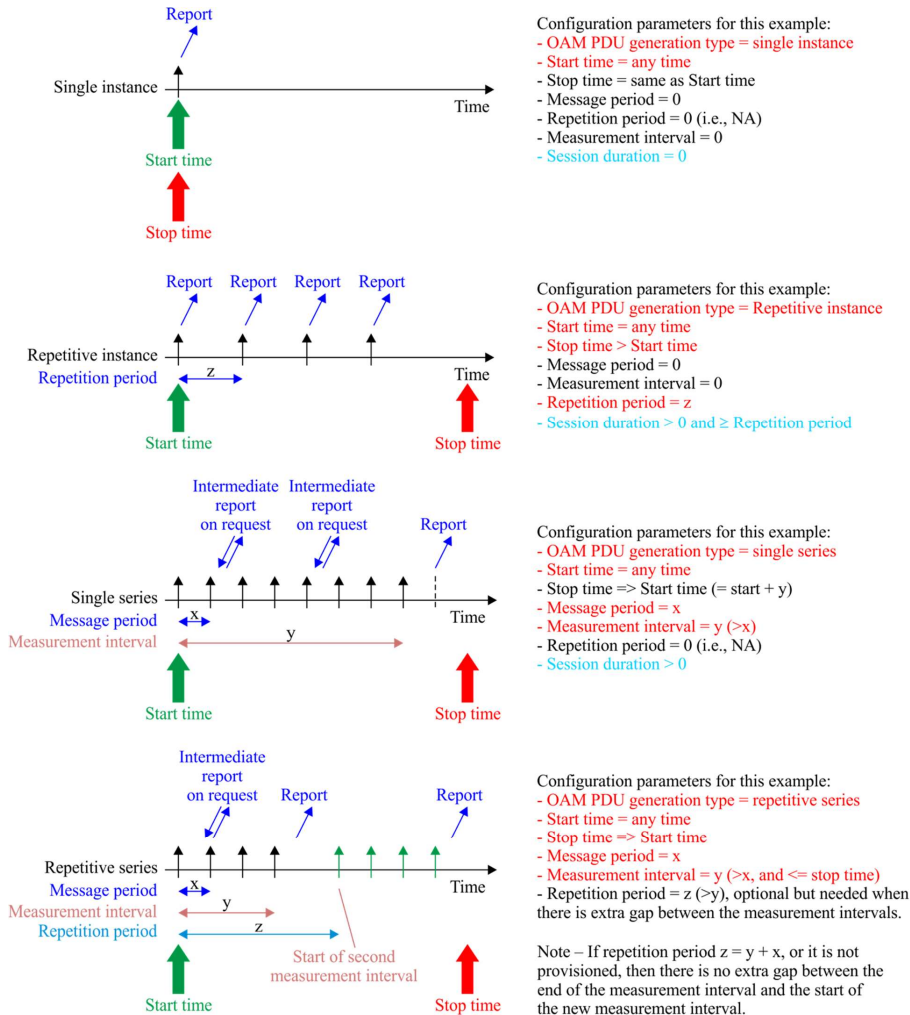 Report
Single instance
Time
Start time
Stop time
Configuration parameters for this example:
- OAM PDU generation type = single instance
- Start time = any time
- Stop time = same as Start time
- Message period = 0
- Repetition period = 0 (i.e., NA)
- Measurement interval = 0
- Session duration = 0
Report Report Report Report
Repetitive instance
Repetition period
z
Time
Start time
Stop time
Configuration parameters for this example:
- OAM PDU generation type = Repetitive instance
- Start time = any time
- Stop time > Start time
- Message period = 0
- Measurement interval = 0
- Repetition period = z
- Session duration > 0 and ≥ Repetition period
Intermediate
report
on request
Intermediate
report
on request
Report
Single series
Time
Message period
x
Measurement interval
y
Start time
Stop time
Configuration parameters for this example:
- OAM PDU generation type = single series
- Start time = any time
- Stop time => Start time (= start + y)
- Message period = x
- Measurement interval = y (>x)
- Repetition period = 0 (i.e., NA)
- Session duration > 0
Intermediate
report
on request
Report
Report
Repetitive series
Time
Message period
x
Measurement interval
y
Repetition period
z
Start of second
measurement interval
Start time
Stop time
Configuration parameters for this example:
- OAM PDU generation type = repetitive series
- Start time = any time
- Stop time => Start time
- Message period = x
- Measurement interval = y (>x, and <= stop time)
- Repetition period = z (>y), optional but needed when
there is extra gap between the measurement intervals.
Note – If repetition period z = y + x, or it is not
provisioned, then there is no extra gap between the
end of the measurement interval and the start of
the new measurement interval.